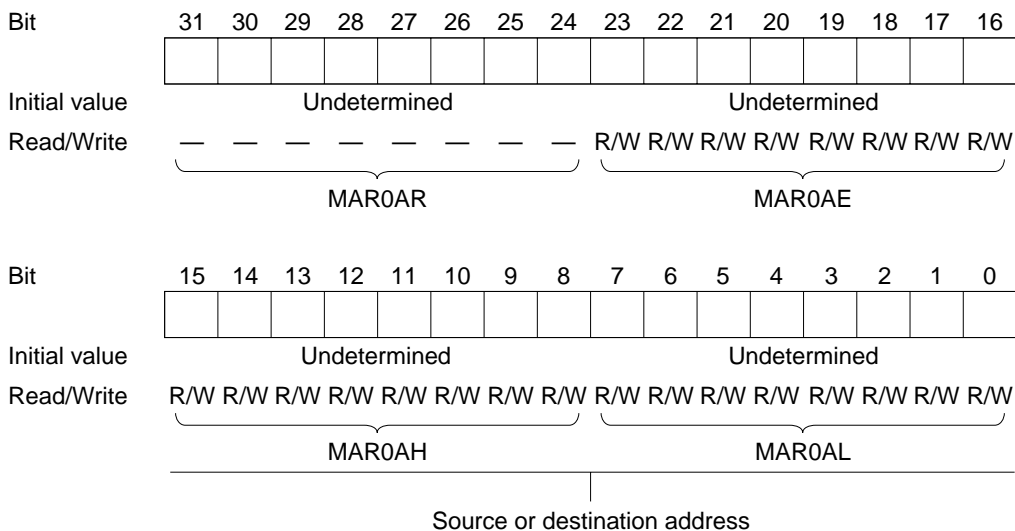 Bit 31 30 29 28 27 26 25 24 23 22 21 20 19 18 17 16
Initial value Undetermined Undetermined
Read/Write — — — — — — — — R/W R/W R/W R/W R/W R/W R/W R/W
MAR0AR MAR0AE
Bit 15 14 13 12 11 10 9 8 7 6 5 4 3 2 1 0
Initial value Undetermined Undetermined
Read/Write R/W R/W R/W R/W R/W R/W R/W R/W R/W R/W R/W R/W R/W R/W R/W R/W
MAR0AH MAR0AL
Source or destination address